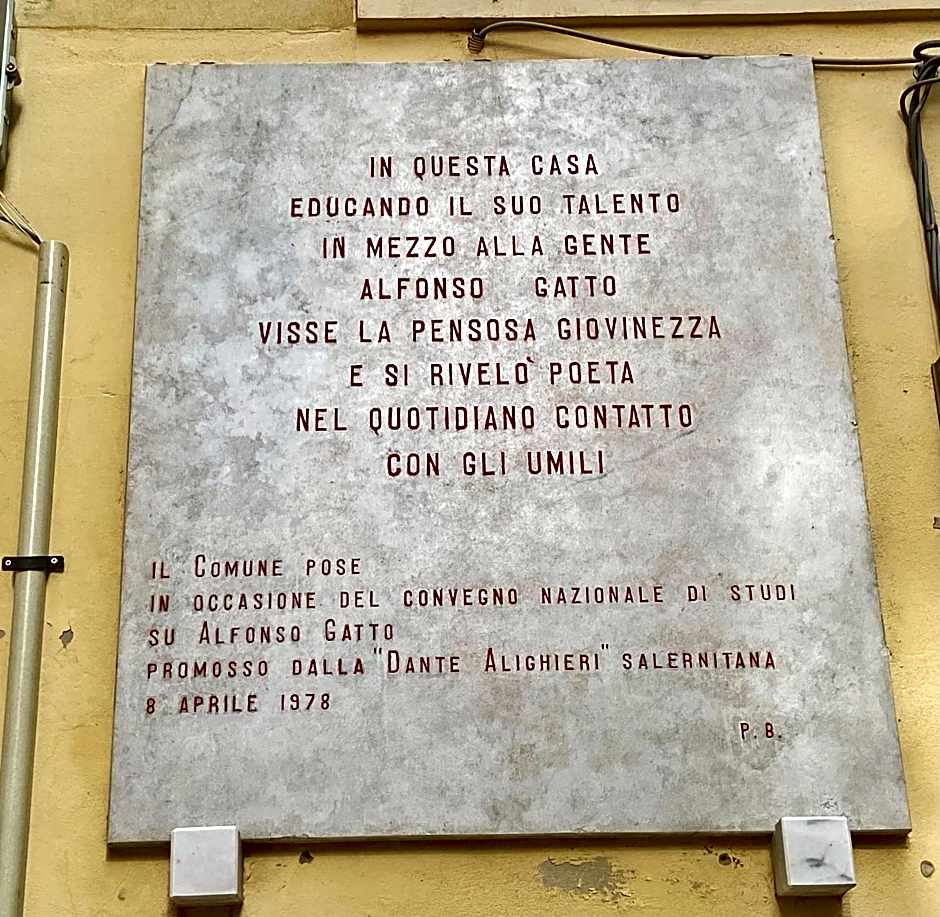 IN QUESTA CASA
EDUCANDO IL SUO TALENTO
IN MEZZO ALLA GENTE
ALFONSO GATTO
VISSE LA PENSOSA GIOVINEZZA
E SI RIVELO' POETA
NEL QUOTIDIANO CONTATTO
CON GLI UMILI
IL COMUNE POSE
IN OCCASIONE DEL CONVEGNO NAZIONALE DI STUDI
SU ALFONSO GATTO
PROMOSSO DALLA "DANTE ALIGHIERI" SALERNITANA
8 APRILE 1978
P. B.